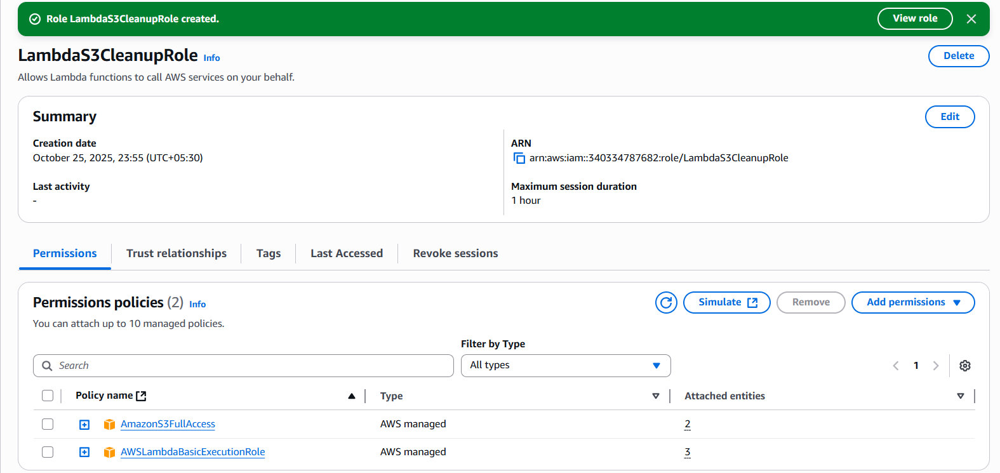 Role LambdaS3CleanupRole created.
View role
LambdaS3CleanupRole Info
Delete
Allows Lambda functions to call AWS services on your behalf.
Summary
Edit
Creation date
October 25, 2025, 23:55 (UTC+05:30)
ARN
arn:aws:iam::340334787682:role/LambdaS3CleanupRole
Last activity
-
Maximum session duration
1 hour
Permissions
Trust relationships
Tags
Last Accessed
Revoke sessions
Permissions policies (2) Info
Simulate
Remove
Add permissions
You can attach up to 10 managed policies.
Filter by Type
Search
All types
1
Policy name
Type
Attached entities
AmazonS3FullAccess
AWS managed
2
AWSLambdaBasicExecutionRole
AWS managed
3